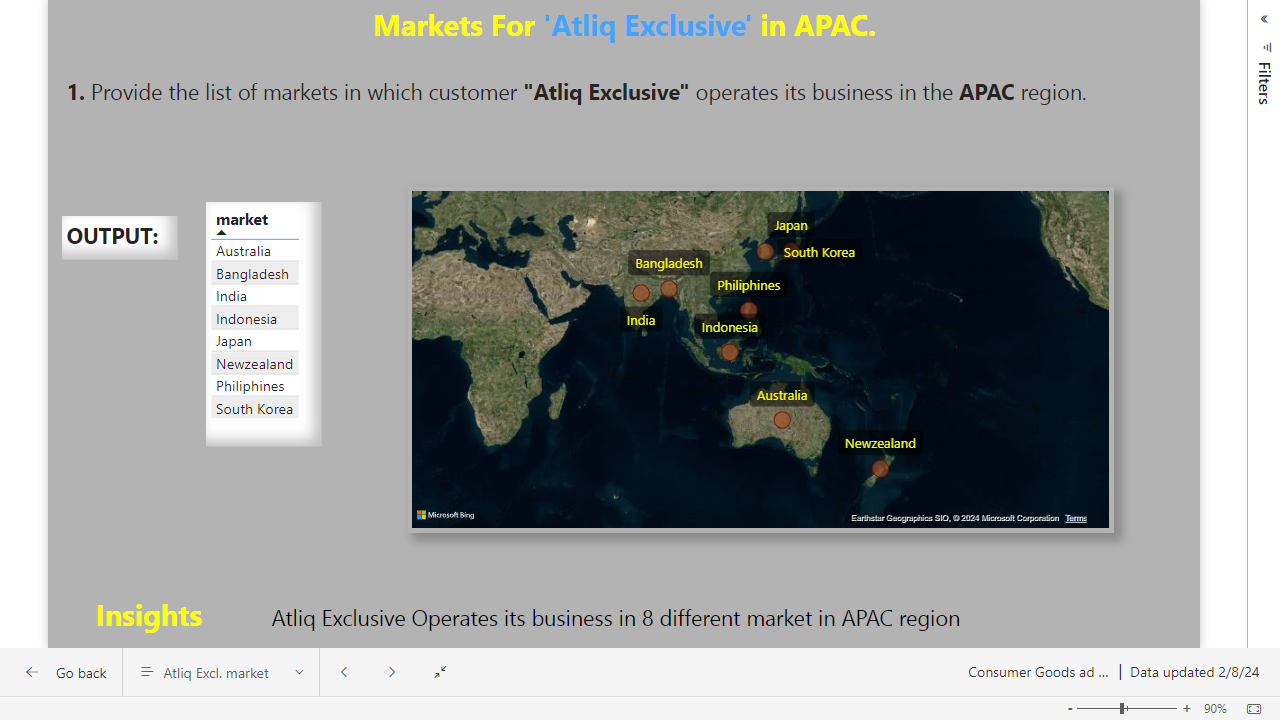 Markets For 'Atliq Exclusive' in APAC.
1. Provide the list of markets in which customer "Atliq Exclusive" operates its business in the APAC region.
OUTPUT:
market
Australia
Bangladesh
India
Indonesia
Japan
Newzealand
Philiphines
South Korea
Japan
South Korea
Bangladesh
Philiphines
India
Indonesia
Australia
Newzealand
Microsoft Bing
Earthstar Geographics SIO, © 2024 Microsoft Corporation Terms
Insights
Atliq Exclusive Operates its business in 8 different market in APAC region
Filters
Go back
Atliq Excl. market
Consumer Goods ad ... | Data updated 2/8/24
- + 90%